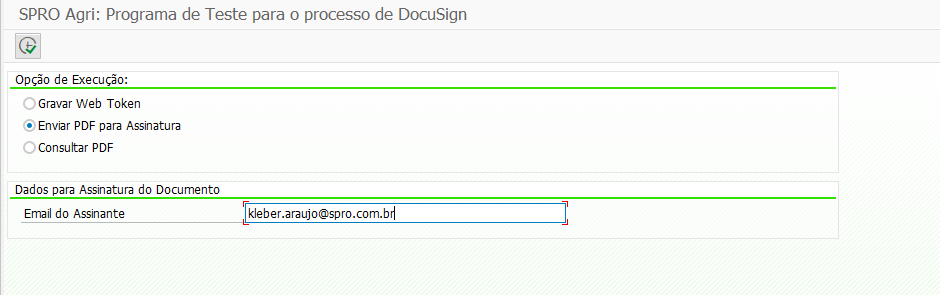 SPRO Agri: Programa de Teste para o processo de DocuSign
Opção de Execução:
Gravar Web Token
Enviar PDF para Assinatura
Consultar PDF
Dados para Assinatura do Documento
Email do Assinante kleber.araujo@spro.com.br